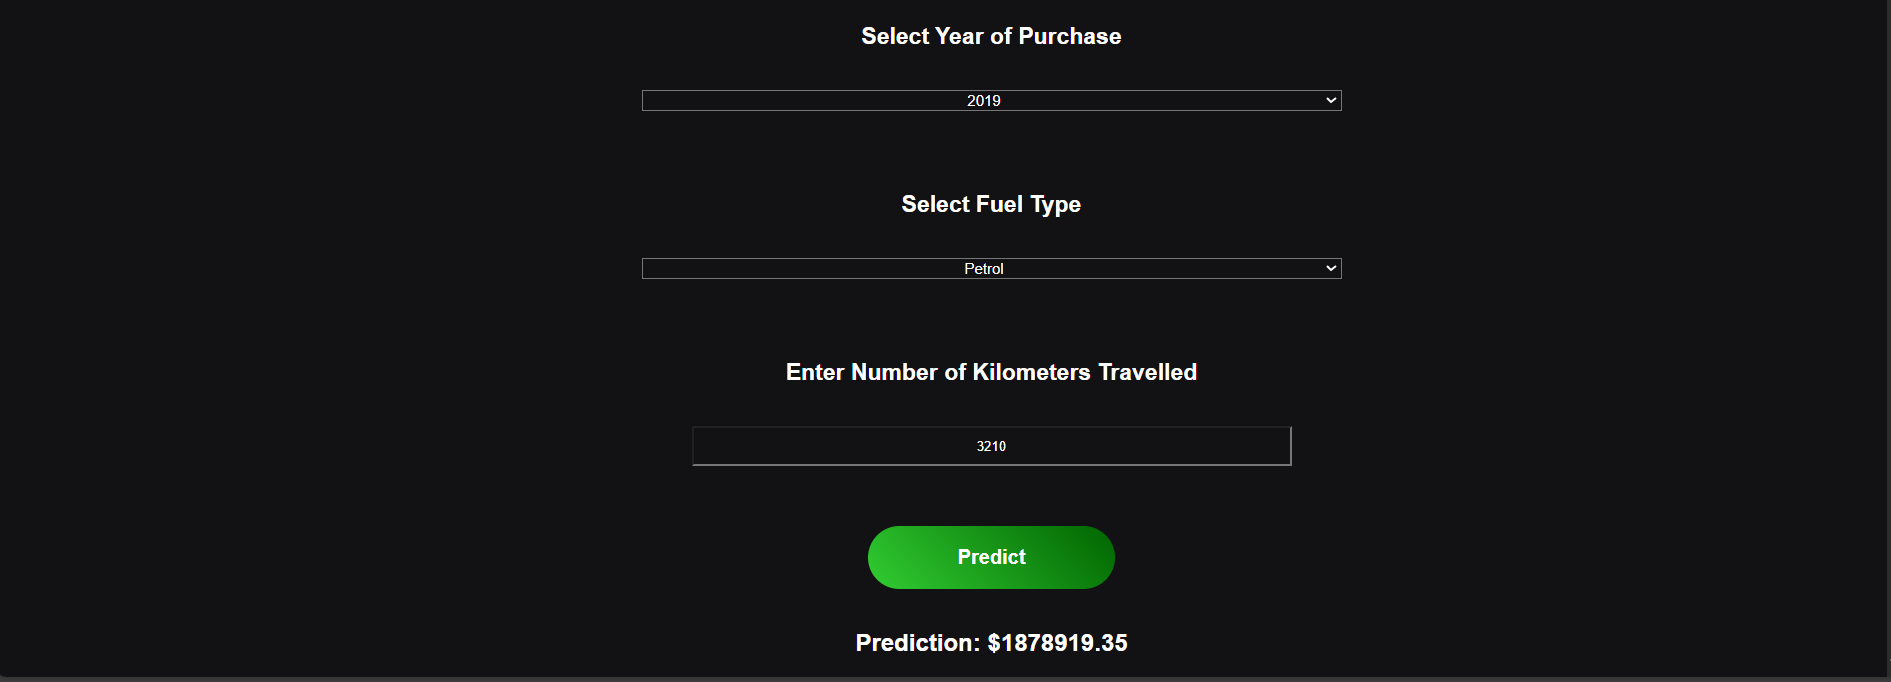 Select Year of Purchase
2019
Select Fuel Type
Petrol
Enter Number of Kilometers Travelled
3210
Predict
Prediction: $1878919.35